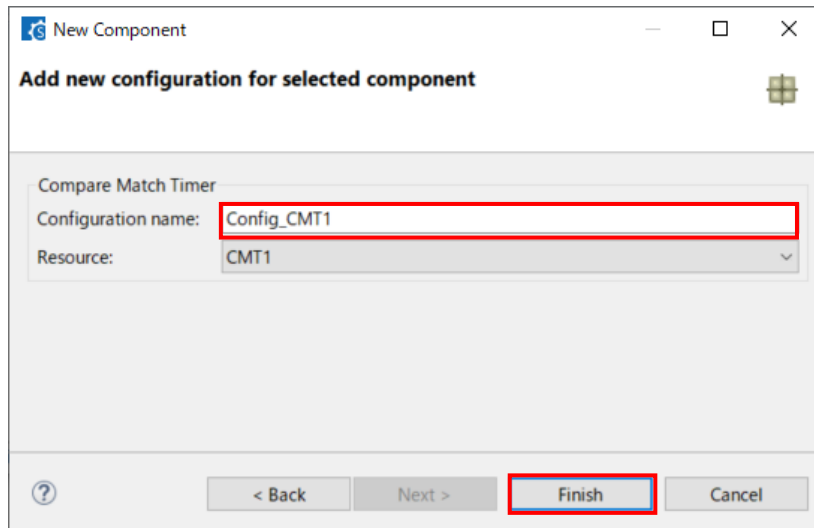 New Component
Add new configuration for selected component
Compare Match Timer
Configuration name: Config_CMT1
Resource: CMT1
< Back Next > Finish Cancel